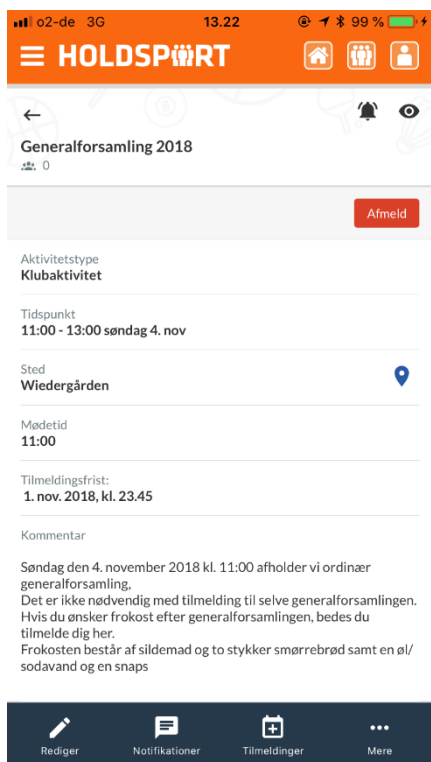 o2-de 3G 13.22 99 %
HOLDSPORT
Generalforsamling 2018
0
Afmeld
Aktivitetstype
Klubaktivitet
Tidspunkt
11:00 - 13:00 søndag 4. nov
Sted
Wiedergården
Mødetid
11:00
Tilmeldingsfrist:
1. nov. 2018, kl. 23.45
Kommentar
Søndag den 4. november 2018 kl. 11:00 afholder vi ordinær
generalforsamling,
Det er ikke nødvendig med tilmelding til selve generalforsamlingen.
Hvis du ønsker frokost efter generalforsamlingen, bedes du
tilmelde dig her.
Frokosten består af sildemad og to stykker smørrebrød samt en øl/
sodavand og en snaps
Rediger Notifikationer Tilmeldinger Mere